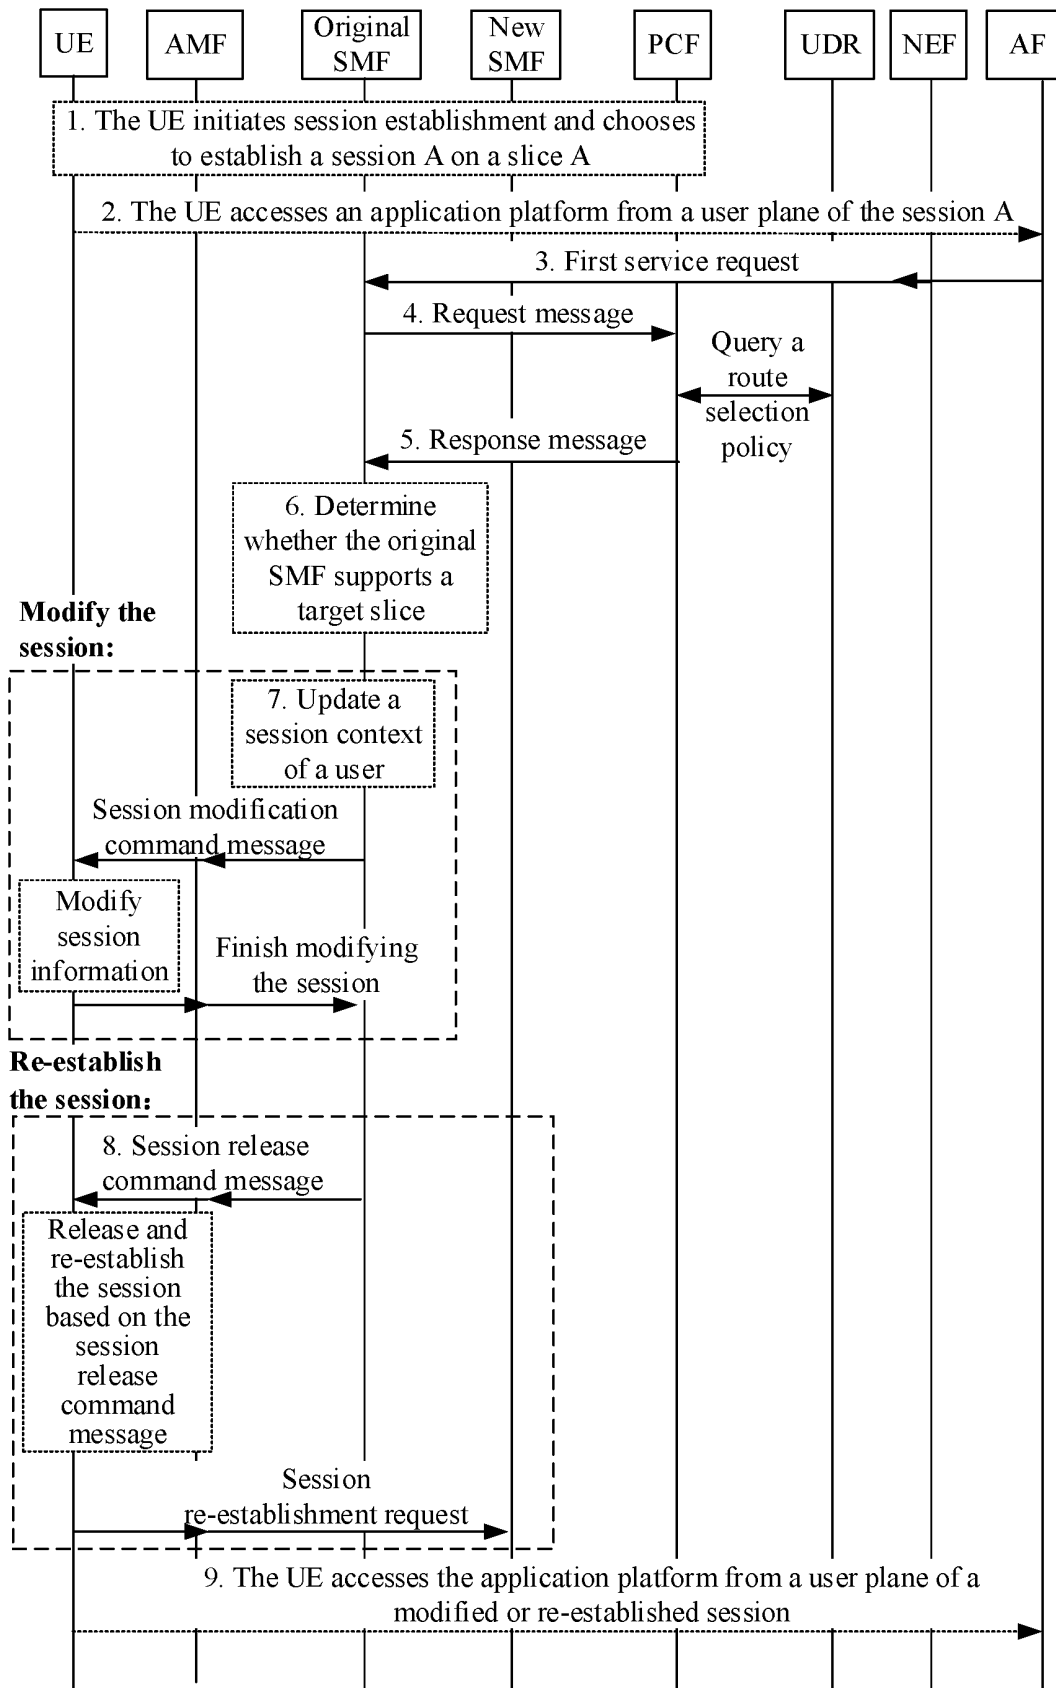 UE
AMF
Original
SMF
New
SMF
PCF
UDR
NEF
AF
1. The UE initiates session establishment and chooses
to establish a session A on a slice A
2. The UE accesses an application platform from a user plane of the session A
3. First service request
4. Request message
Query a
route
selection
policy
5. Response message
6. Determine
whether the original
SMF supports a
target slice
Modify the
session:
7. Update a
session context
of a user
Session modification
command message
Modify
session
information
Finish modifying
the session
Re-establish
the session:
8. Session release
command message
Release and
re-establish
the session
based on the
session
release
command
message
Session
re-establishment request
9. The UE accesses the application platform from a user plane of a
modified or re-established session